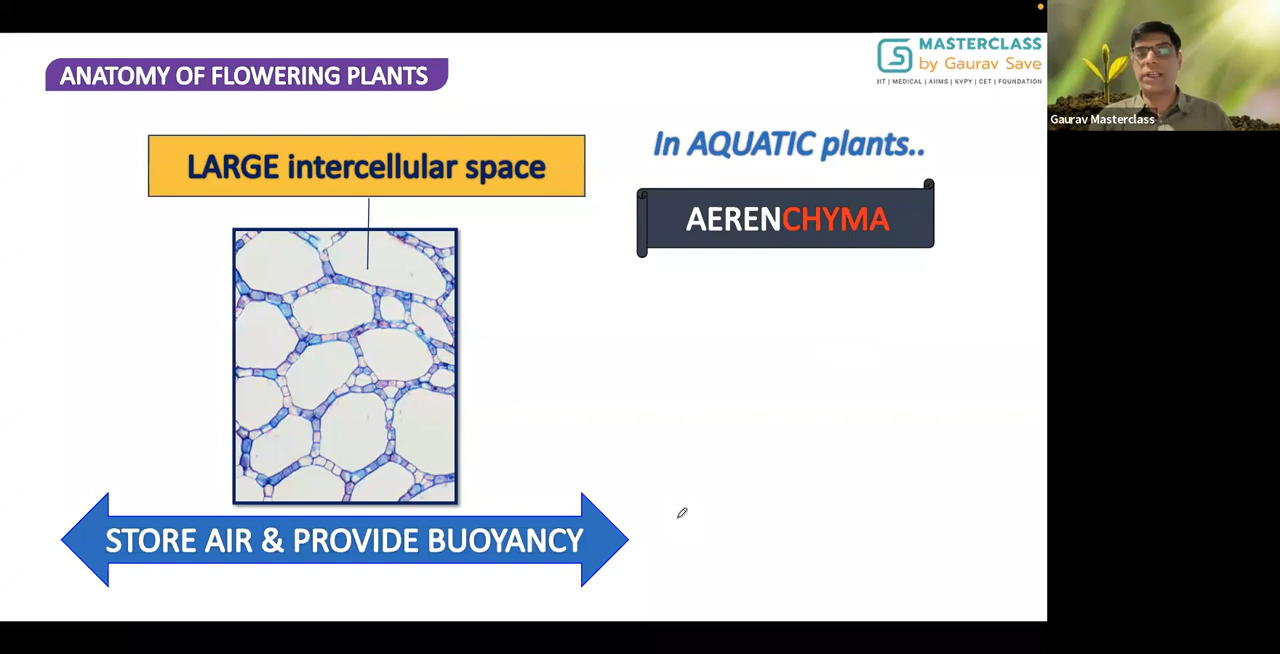 ANATOMY OF FLOWERING PLANTS
MASTERCLASS
by Gaurav Save
IIT | MEDICAL | AIIMS | KVPY | CET | FOUNDATION
LARGE intercellular space
In AQUATIC plants..
AERENCHYMA
STORE AIR & PROVIDE BUOYANCY
Gaurav Masterclass